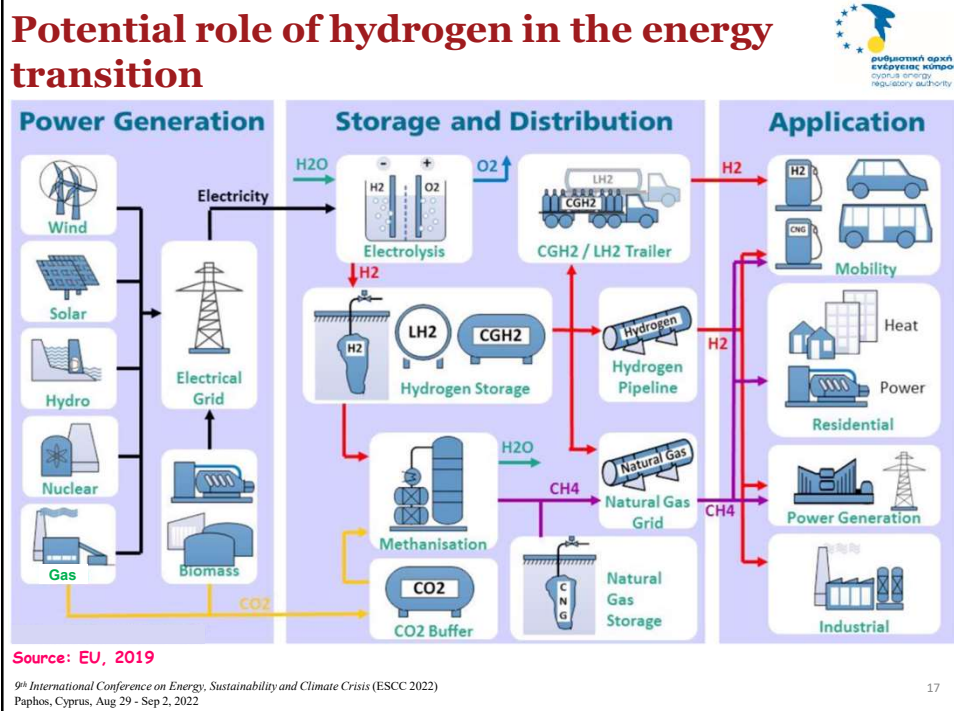 Potential role of hydrogen in the energy
transition
ρυθμιστική αρχή
ενέργειας κύπρου
cyprus energy
regulatory authority
Power Generation
Wind
Solar
Hydro
Nuclear
Gas
Electricity
Electrical
Grid
Biomass
CO2
Storage and Distribution
H2O
-
+
H2
O2
Electrolysis
O2
LH2
CGH2
CGH2 / LH2 Trailer
H2
H2
LH2
CGH2
Hydrogen Storage
Hydrogen
Hydrogen
Pipeline
H2
Methanisation
H2O
CH4
Natural Gas
Natural Gas
Grid
CH4
CO2
CO2 Buffer
C
N
G
Natural
Gas
Storage
Application
H2
H2
CNG
Mobility
Heat
Power
Residential
Power Generation
Industrial
Source: EU, 2019
9th International Conference on Energy, Sustainability and Climate Crisis (ESCC 2022)
Paphos, Cyprus, Aug 29 - Sep 2, 2022
17